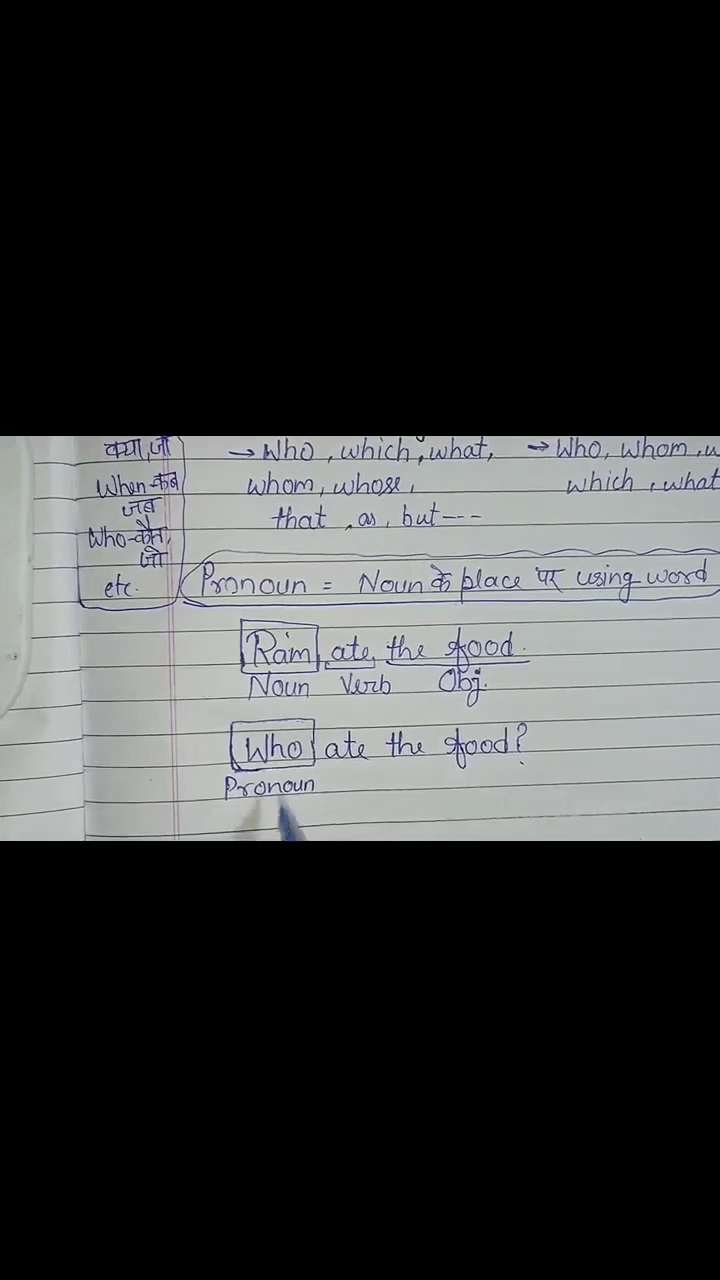 क्या, जो
→ Who, which, what,
→ Who, whom,
When-कब
जब
whom, whose,
which, what
that, as, but---
Who-कौन,
जो
etc.
Pronoun = Noun के place पर using word
Ram ate the food.
Noun Verb Obj.
Who ate the food?
Pronoun